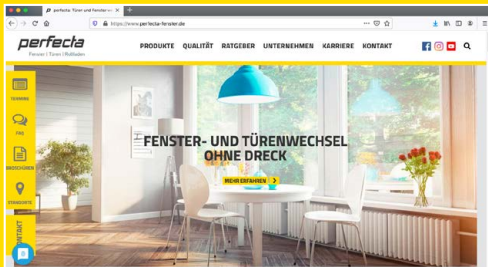 perfecta: Türen und Fenster vo
https://www.perfecta-fenster.de
perfecta
Fenster | Türen | Rollladen
PRODUKTE QUALITÄT RATGEBER UNTERNEHMEN KARRIERE KONTAKT
TERMINE
FAQ
BROSCHÜREN
STANDORTE
KONTAKT
FENSTER- UND TÜRENWECHSEL
OHNE DRECK
MEHR ERFAHREN